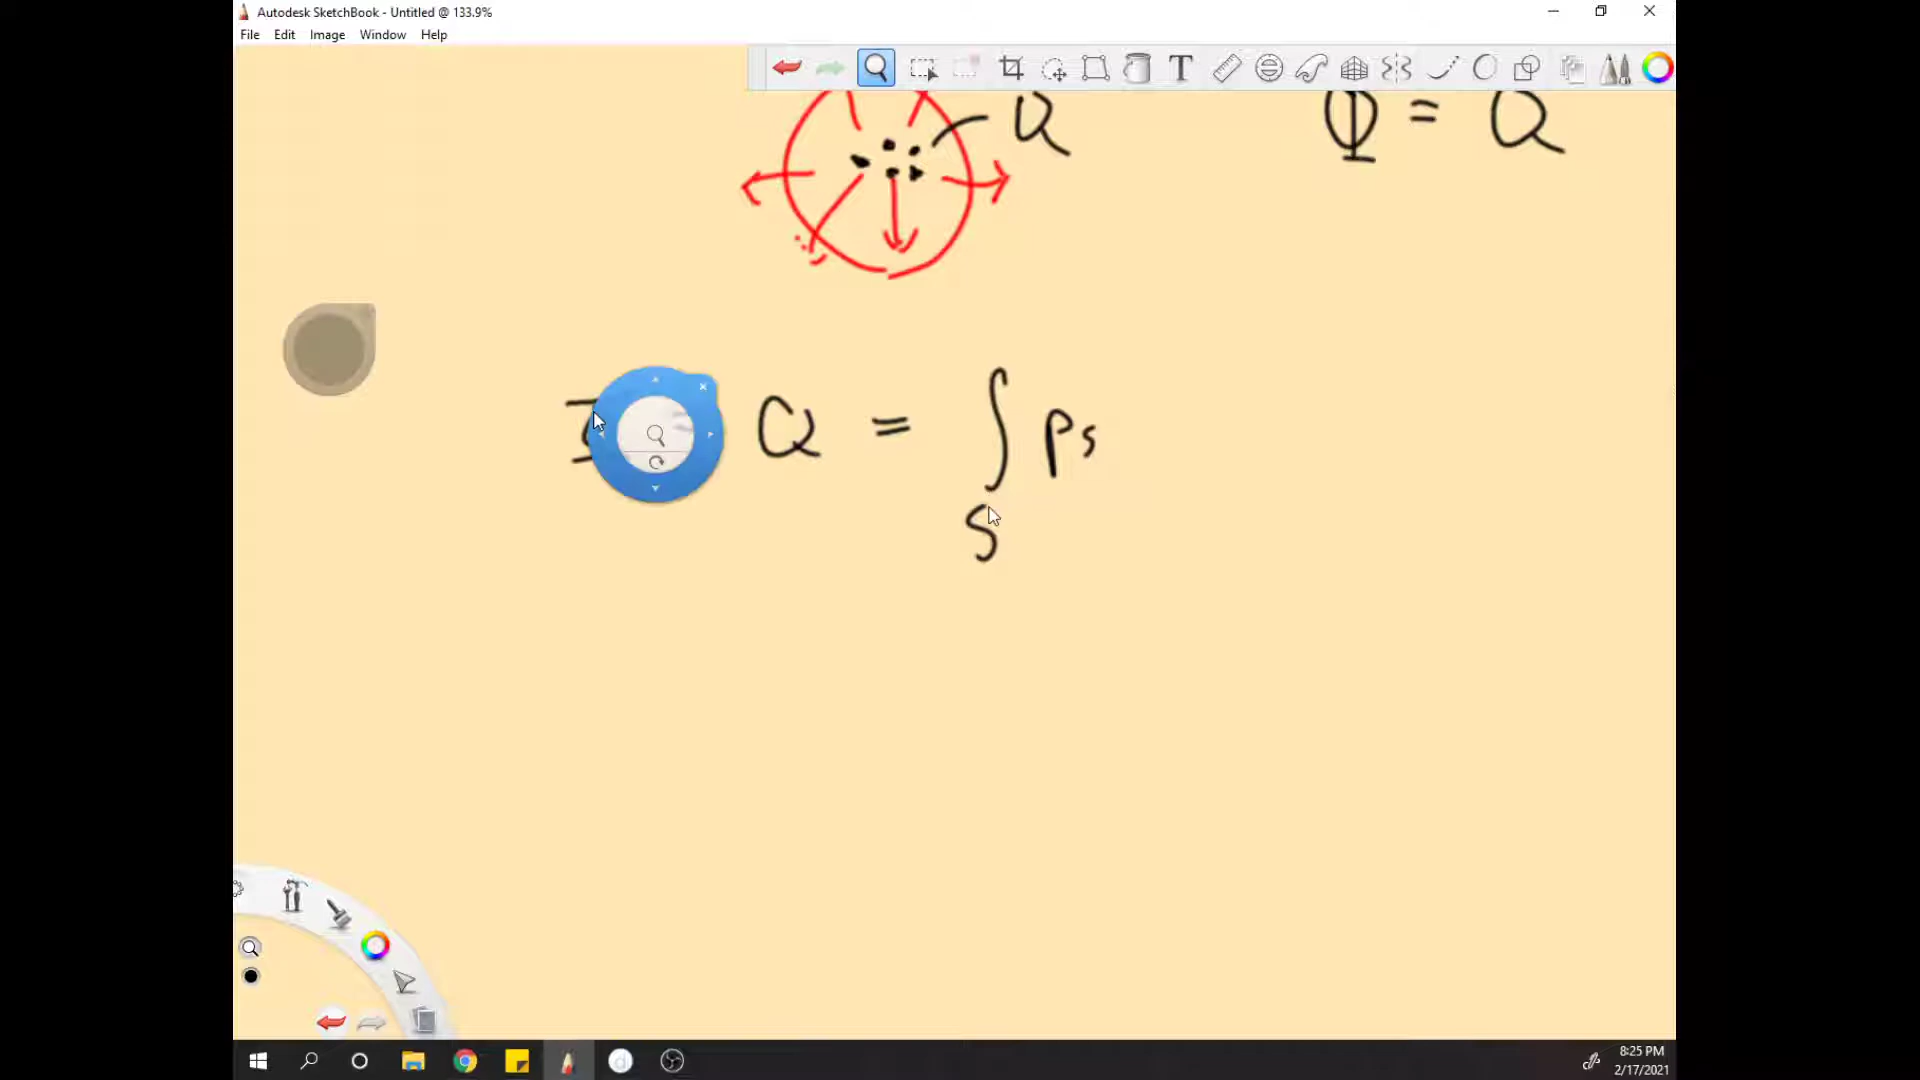 Autodesk SketchBook - Untitled @ 133.9%
File Edit Image Window Help
T
Q
Φ = Q
Q = ∫ ρs
S
8:25 PM
2/17/2021